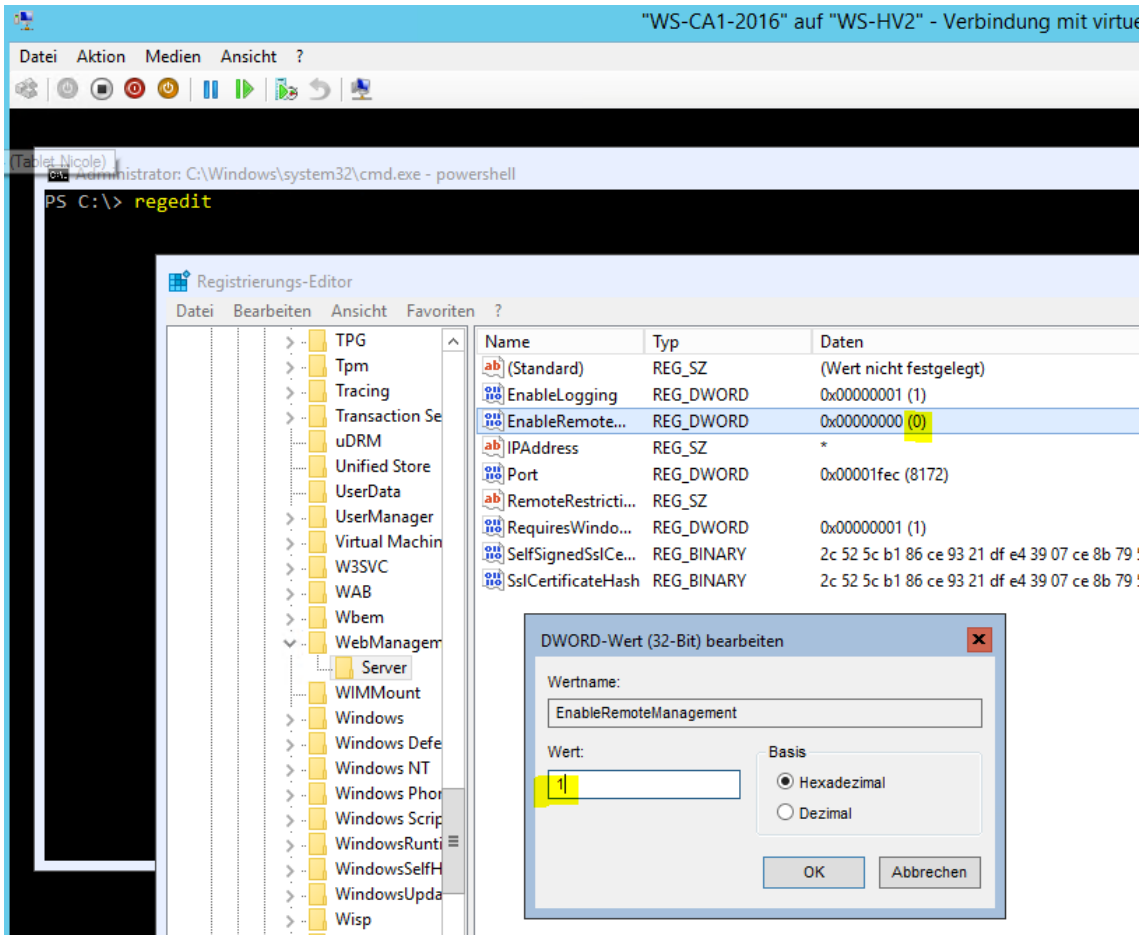 "WS-CA1-2016" auf "WS-HV2" - Verbindung mit virtue
Datei Aktion Medien Ansicht ?
(Tablet Nicole)
Administrator: C:\Windows\system32\cmd.exe - powershell
PS C:\> regedit
Registrierungs-Editor
Datei Bearbeiten Ansicht Favoriten ?
TPG
Tpm
Tracing
Transaction Se
uDRM
Unified Store
UserData
UserManager
Virtual Machin
W3SVC
WAB
Wbem
WebManagem
Server
WIMMount
Windows
Windows Defe
Windows NT
Windows Phor
Windows Scrip
WindowsRunti
WindowsSelfH
WindowsUpda
Wisp
Name Typ Daten
(Standard) REG_SZ (Wert nicht festgelegt)
EnableLogging REG_DWORD 0x00000001 (1)
EnableRemote... REG_DWORD 0x00000000 (0)
IPAddress REG_SZ *
Port REG_DWORD 0x00001fec (8172)
RemoteRestricti... REG_SZ
RequiresWindo... REG_DWORD 0x00000001 (1)
SelfSignedSslCe... REG_BINARY 2c 52 5c b1 86 ce 93 21 df e4 39 07 ce 8b 79
SslCertificateHash REG_BINARY 2c 52 5c b1 86 ce 93 21 df e4 39 07 ce 8b 79
DWORD-Wert (32-Bit) bearbeiten
Wertname:
EnableRemoteManagement
Wert:
1
Basis
Hexadezimal
Dezimal
OK Abbrechen